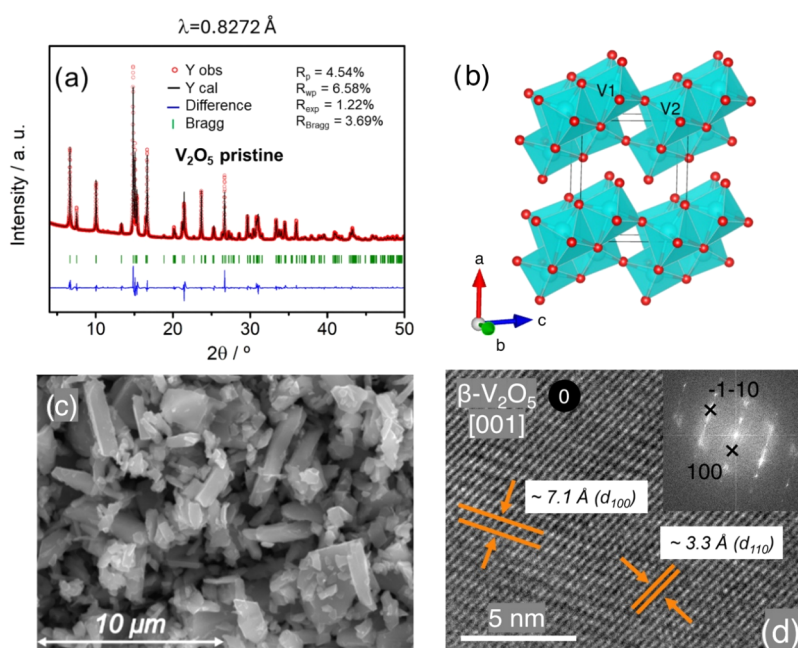 λ=0.8272 Å
(a)
Y obs
Y cal
Difference
Bragg
Rp = 4.54%
Rwp = 6.58%
Rexp = 1.22%
RBragg = 3.69%
V2O5 pristine
Intensity / a. u.
10 20 30 40 50
2θ / º
(b)
V1
V2
a
b
c
(c)
10 µm
β-V2O5
0
[001]
-1-10
100
~ 7.1 Å (d100)
~ 3.3 Å (d110)
5 nm
(d)